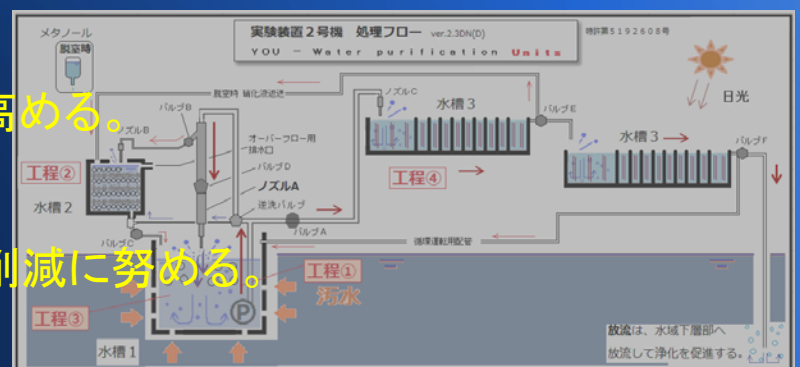 実験装置２号機　処理フロー ver.2.3DN(D)
YOU － Water purification Units
特許第５１９２６０８号
メタノール
脱窒時
日光
高める。
脱窒時 硝化液返送
バルブB
ノズルB
ノズルC
水槽３
バルブE
水槽３
バルブF
オーバーフロー用
排水口
バルブD
ノズルA
逆洗バルブ
バルブA
工程②
水槽２
バルブC
工程④
循環運転用配管
削減に努める。
工程①
汚水
工程③
P
水槽１
放流は、水域下層部へ
放流して浄化を促進する。